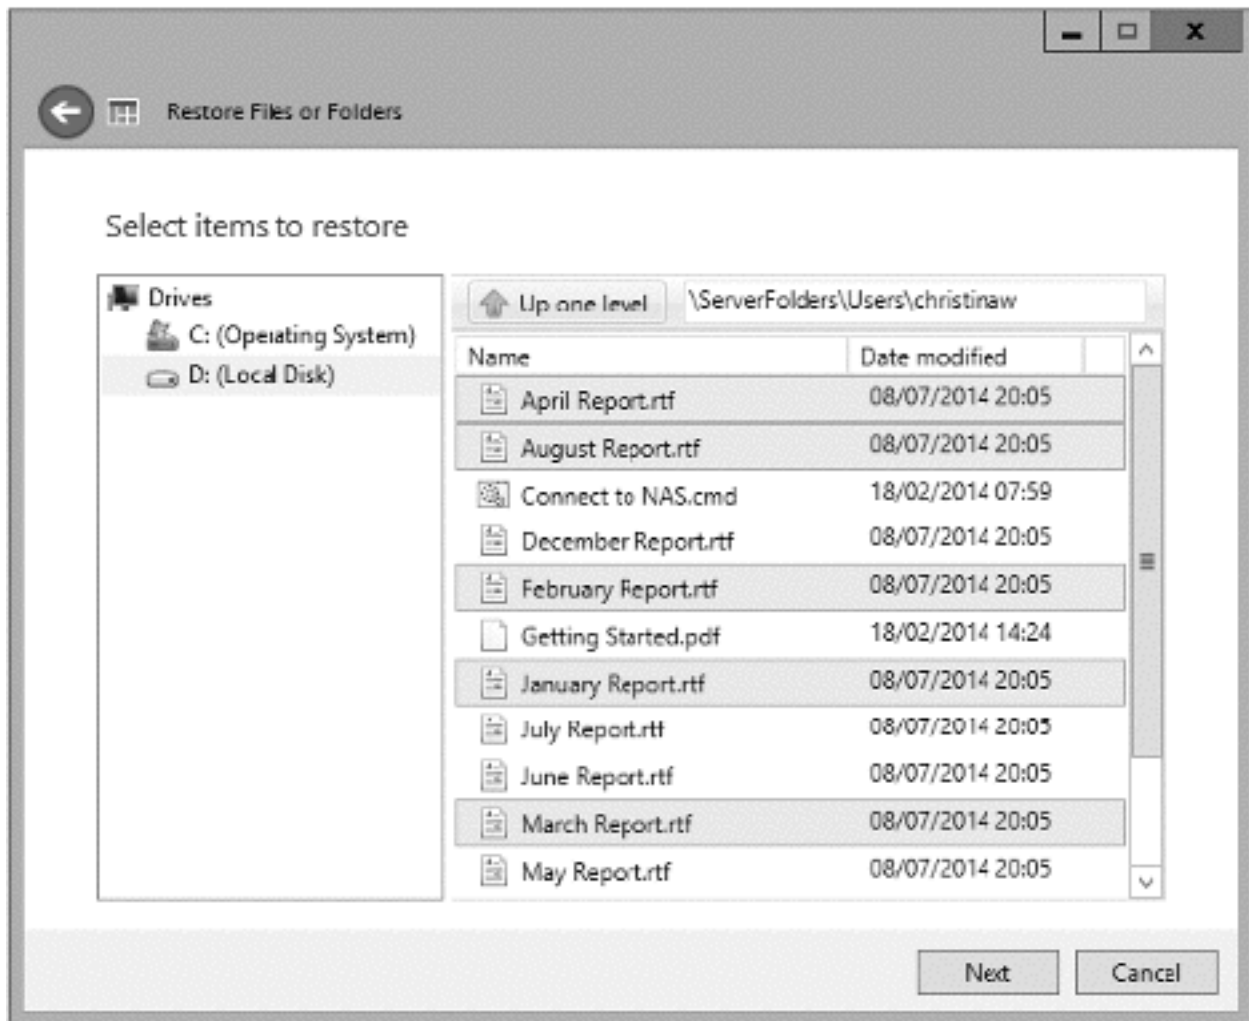 Restore Files or Folders
Select items to restore
Drives
C: (Operating System)
D: (Local Disk)
Up one level \ServerFolders\Users\christinaw
Name Date modified
April Report.rtf 08/07/2014 20:05
August Report.rtf 08/07/2014 20:05
Connect to NAS.cmd 18/02/2014 07:59
December Report.rtf 08/07/2014 20:05
February Report.rtf 08/07/2014 20:05
Getting Started.pdf 18/02/2014 14:24
January Report.rtf 08/07/2014 20:05
July Report.rtf 08/07/2014 20:05
June Report.rtf 08/07/2014 20:05
March Report.rtf 08/07/2014 20:05
May Report.rtf 08/07/2014 20:05
Next Cancel